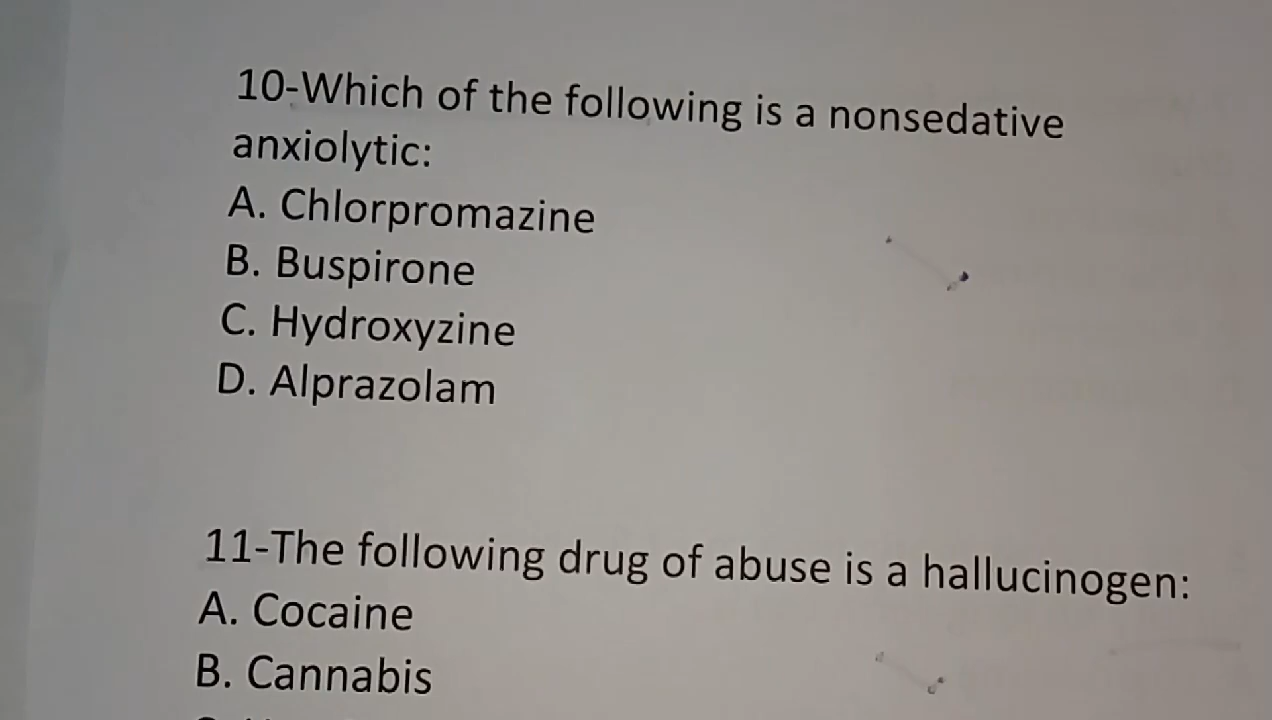 10-Which of the following is a nonsedative
anxiolytic:
A. Chlorpromazine
B. Buspirone
C. Hydroxyzine
D. Alprazolam
11-The following drug of abuse is a hallucinogen:
A. Cocaine
B. Cannabis